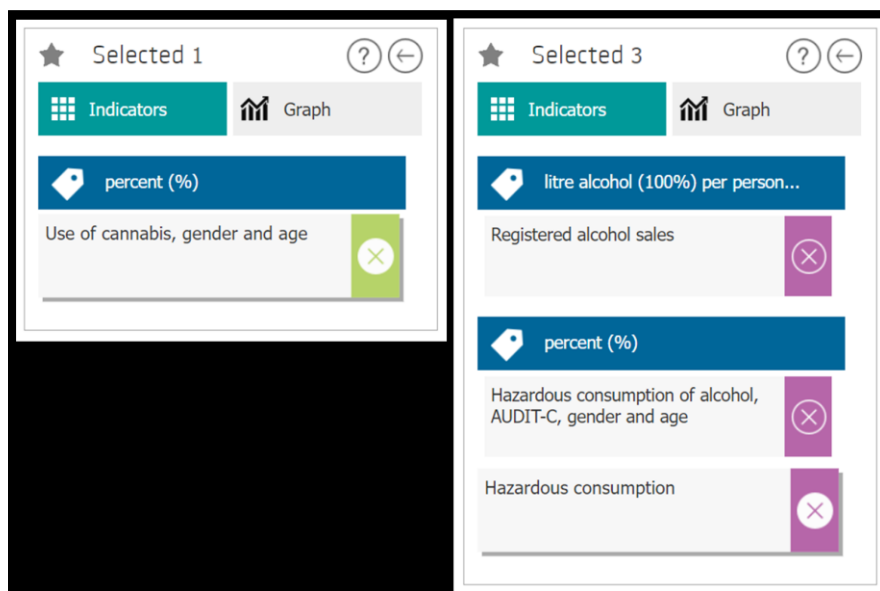 Selected 1
?
Indicators
Graph
percent (%)
Use of cannabis, gender and age
Selected 3
?
Indicators
Graph
litre alcohol (100%) per person...
Registered alcohol sales
percent (%)
Hazardous consumption of alcohol,
AUDIT-C, gender and age
Hazardous consumption